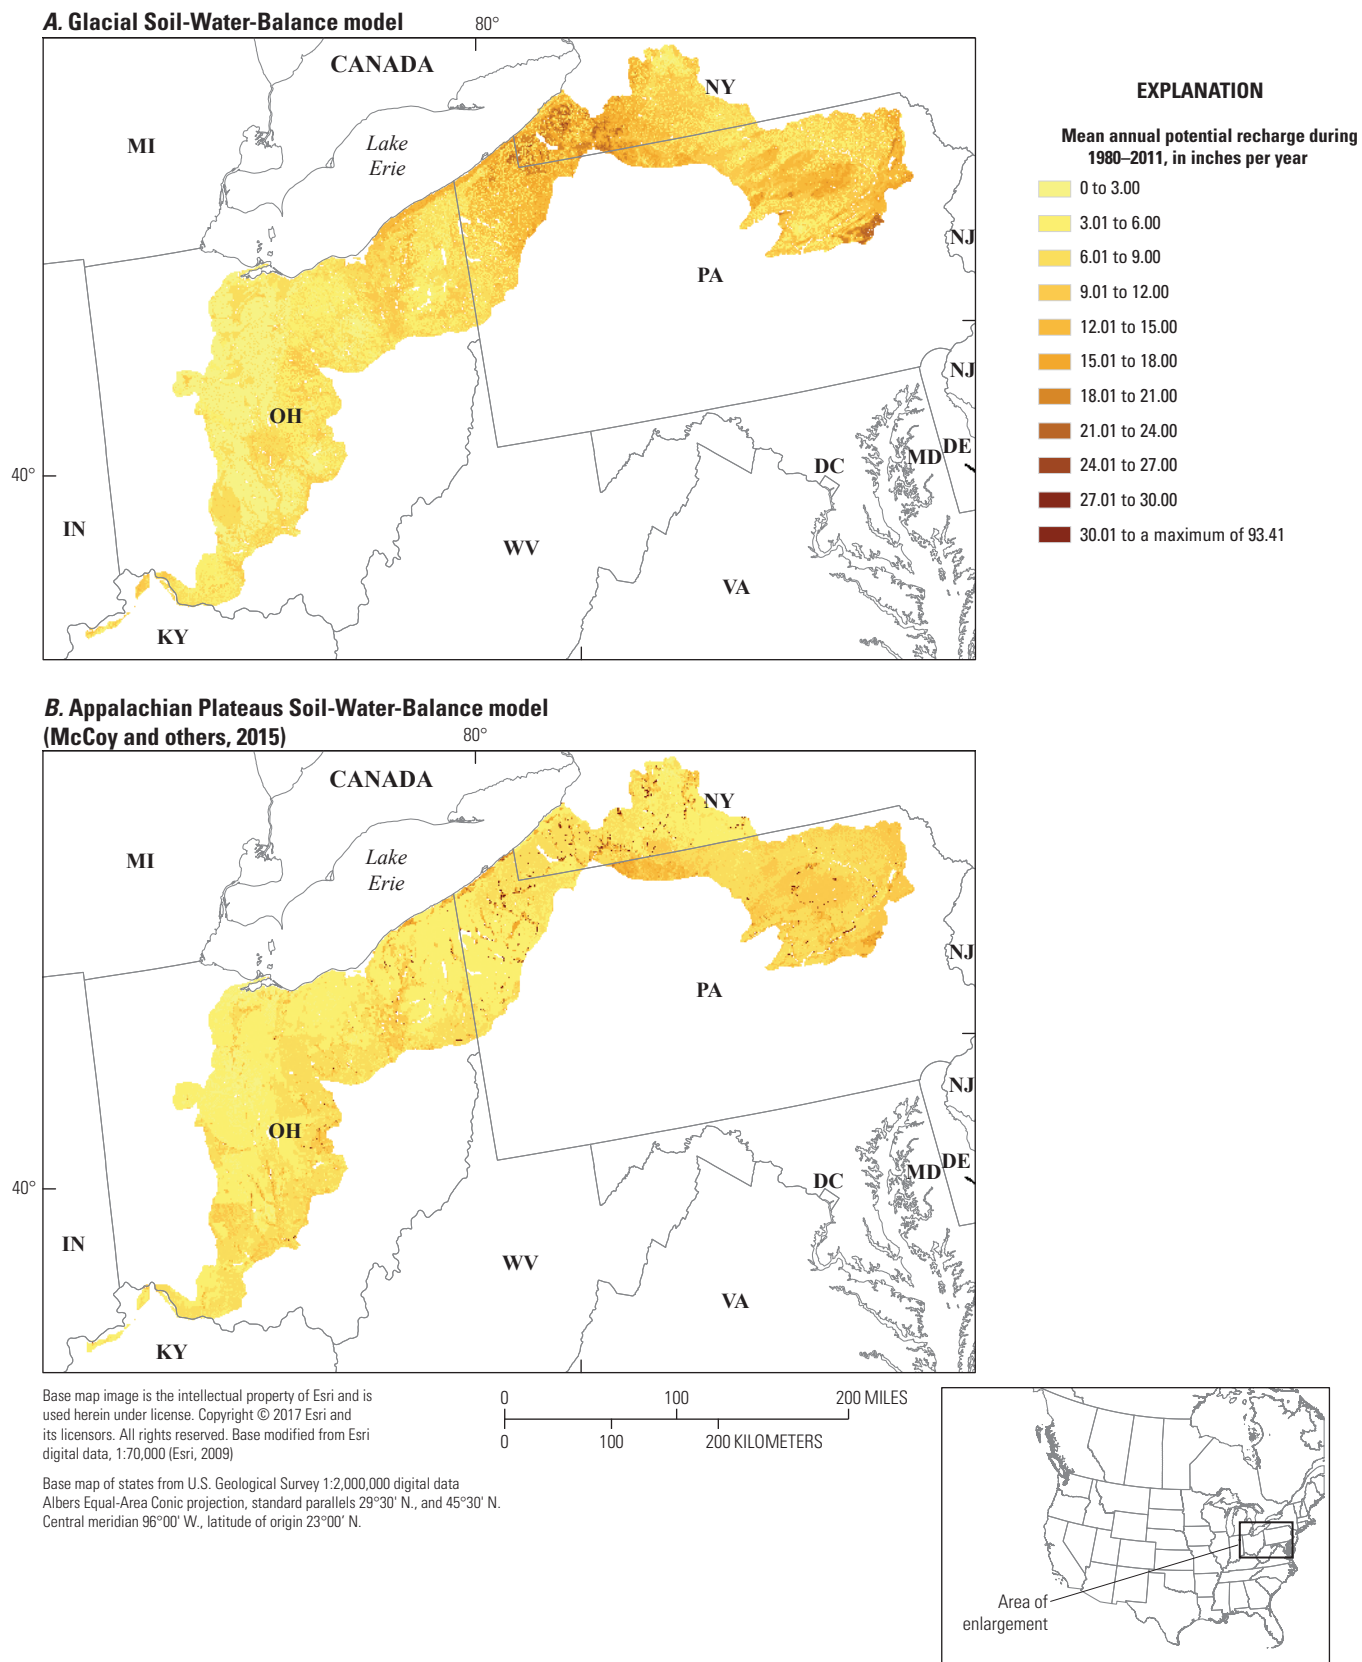 A. Glacial Soil-Water-Balance model
80°
CANADA
NY
MI
Lake
Erie
NJ
PA
NJ
OH
DE
MD
DC
40°
IN
WV
VA
KY
EXPLANATION
Mean annual potential recharge during
1980–2011, in inches per year
0 to 3.00
3.01 to 6.00
6.01 to 9.00
9.01 to 12.00
12.01 to 15.00
15.01 to 18.00
18.01 to 21.00
21.01 to 24.00
24.01 to 27.00
27.01 to 30.00
30.01 to a maximum of 93.41
B. Appalachian Plateaus Soil-Water-Balance model
(McCoy and others, 2015)
80°
CANADA
NY
MI
Lake
Erie
NJ
PA
NJ
OH
DE
MD
DC
40°
IN
WV
VA
KY
Base map image is the intellectual property of Esri and is
used herein under license. Copyright © 2017 Esri and
its licensors. All rights reserved. Base modified from Esri
digital data, 1:70,000 (Esri, 2009)
Base map of states from U.S. Geological Survey 1:2,000,000 digital data
Albers Equal-Area Conic projection, standard parallels 29°30' N., and 45°30' N.
Central meridian 96°00' W., latitude of origin 23°00' N.
0 100 200 MILES
0 100 200 KILOMETERS
Area of
enlargement